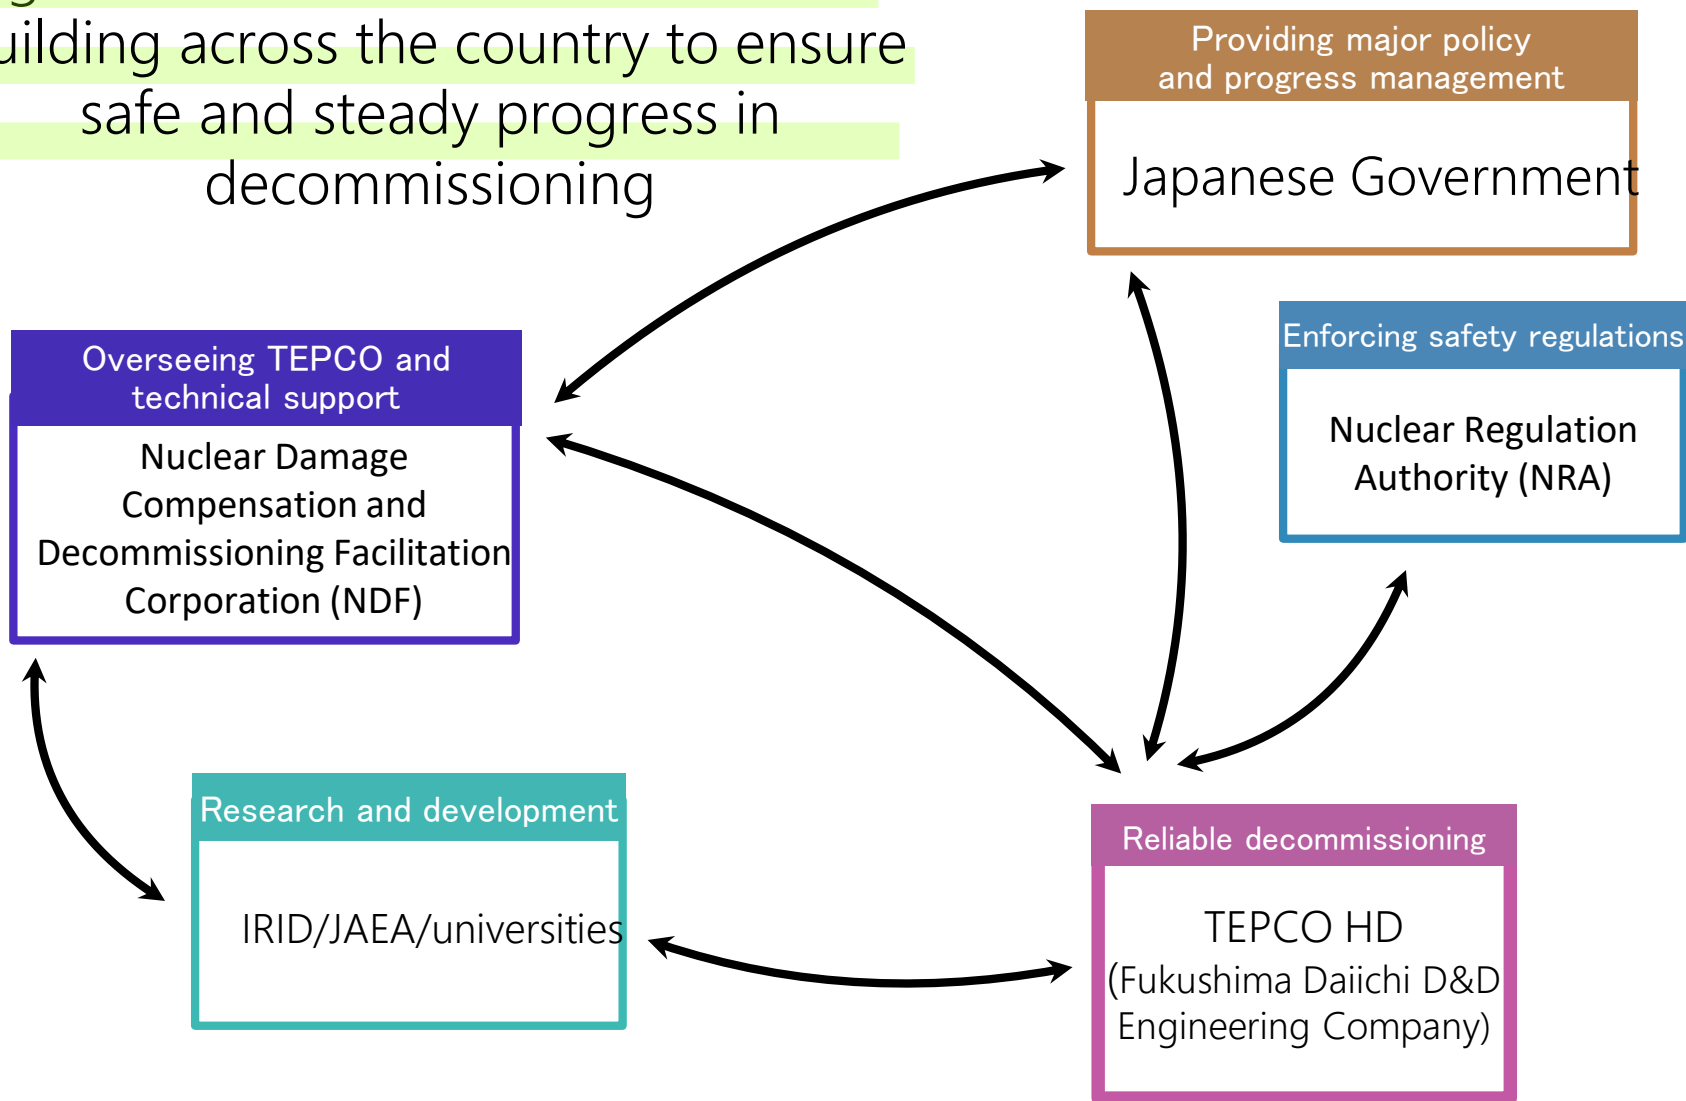 building across the country to ensure
safe and steady progress in
decommissioning
Providing major policy
and progress management
Japanese Government
Enforcing safety regulations
Nuclear Regulation
Authority (NRA)
Overseeing TEPCO and
technical support
Nuclear Damage
Compensation and
Decommissioning Facilitation
Corporation (NDF)
Research and development
IRID/JAEA/universities
Reliable decommissioning
TEPCO HD
(Fukushima Daiichi D&D
Engineering Company)